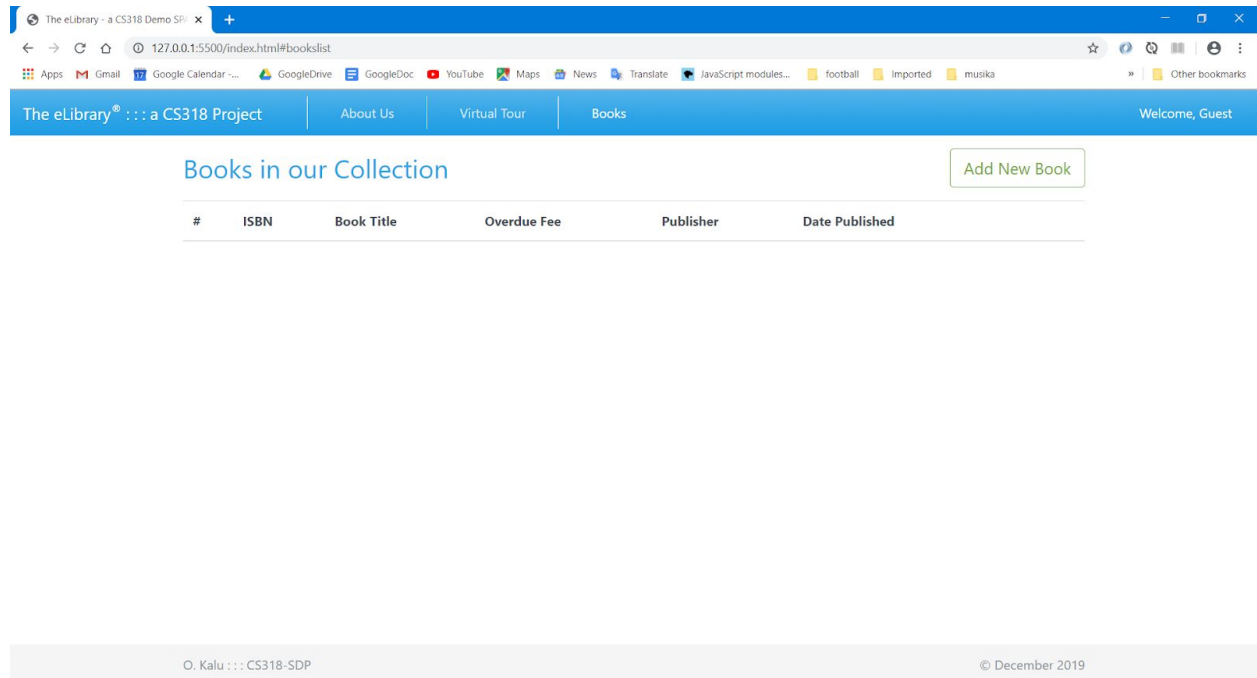 The eLibrary - a CS318 Demo SPA
127.0.0.1:5500/index.html#bookslist
Apps Gmail 17 Google Calendar -... GoogleDrive GoogleDoc YouTube Maps News Translate JavaScript modules... football Imported musika » Other bookmarks
The eLibrary® : : : a CS318 Project About Us Virtual Tour Books Welcome, Guest
Books in our Collection Add New Book
# ISBN Book Title Overdue Fee Publisher Date Published
O. Kalu : : : CS318-SDP © December 2019